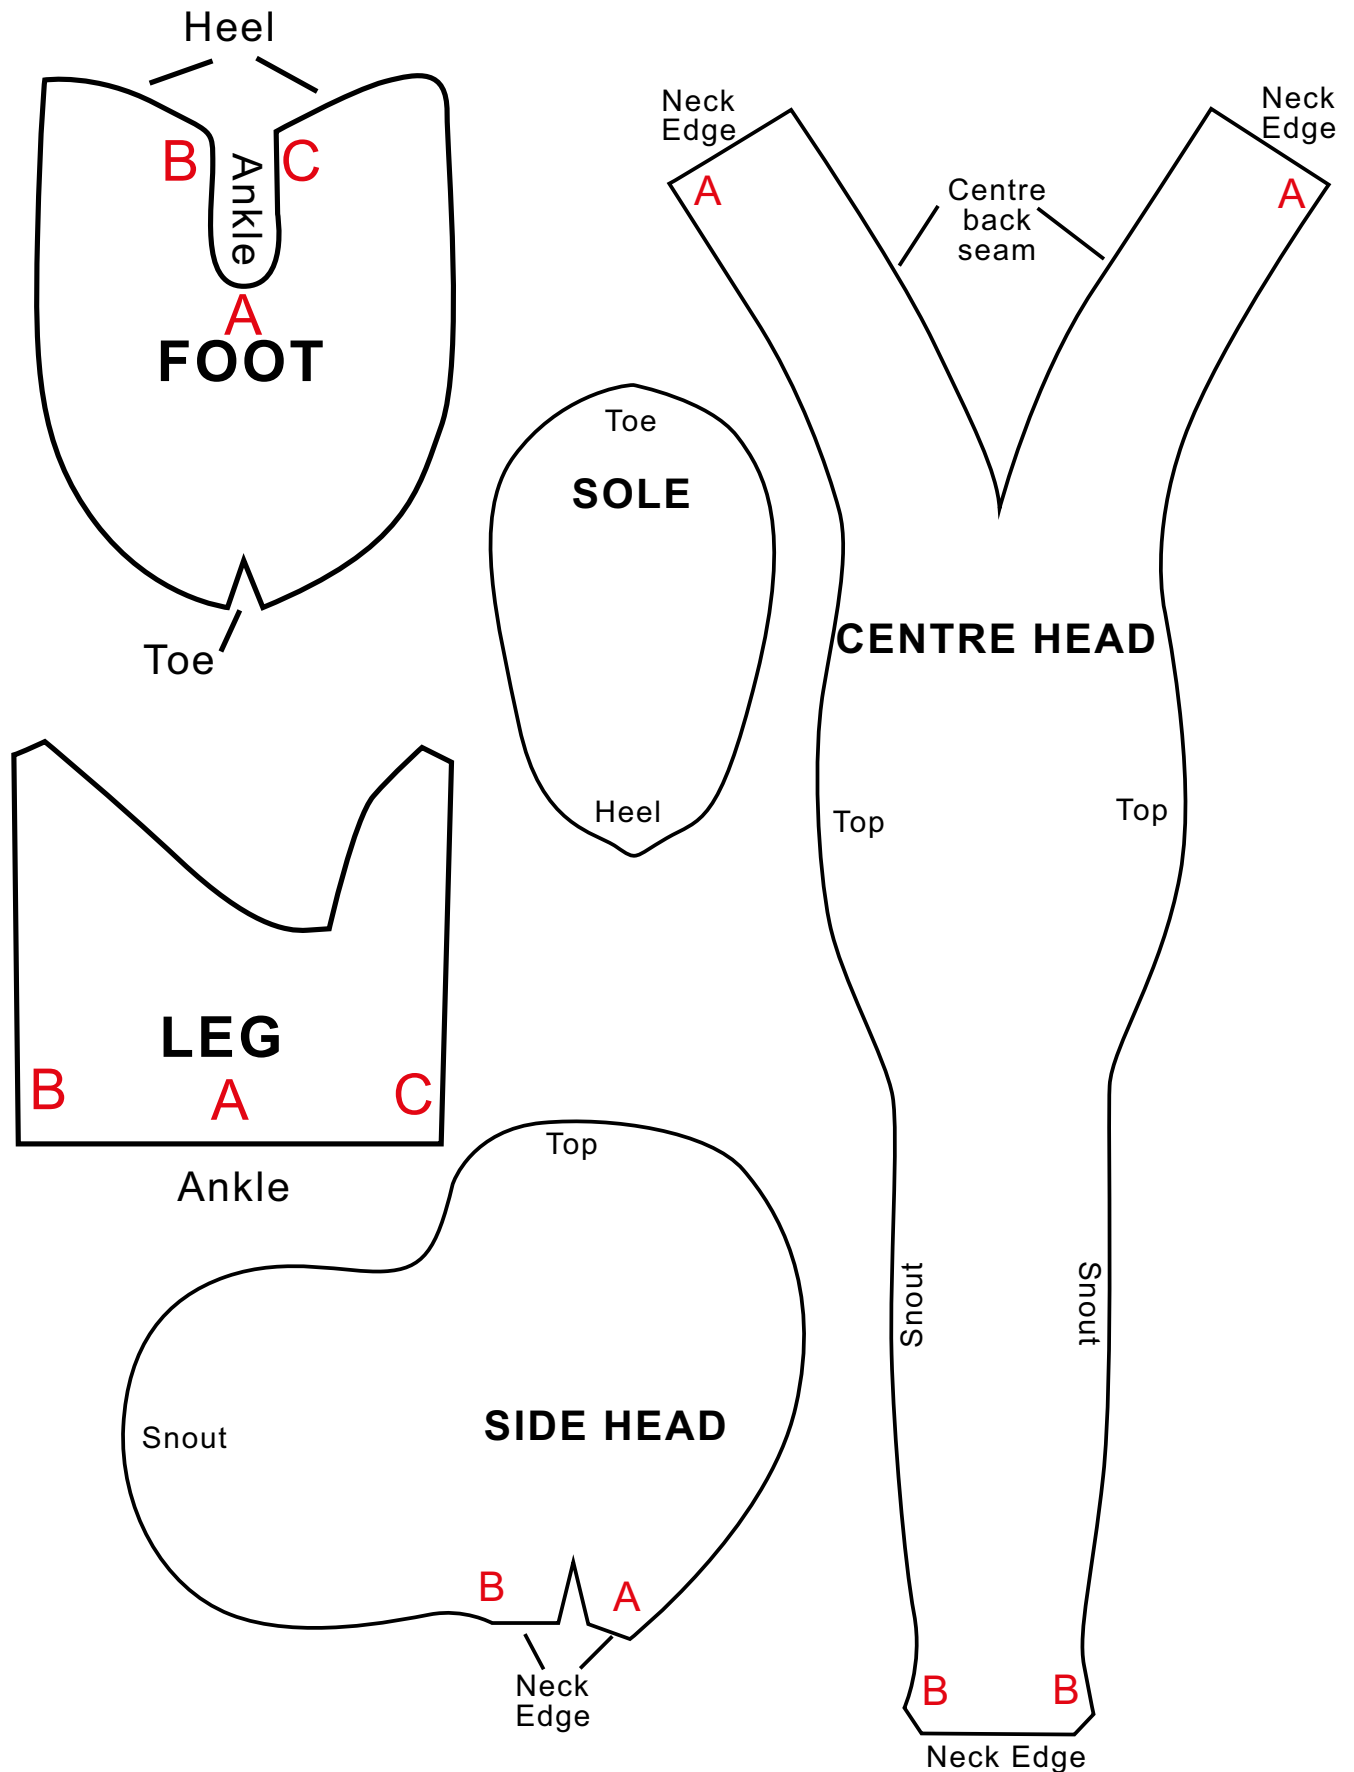 Heel
B
Ankle
C
A
FOOT
Toe
Neck
Edge
A
Centre
back
seam
Neck
Edge
A
Toe
SOLE
Heel
CENTRE HEAD
Top
Top
Snout
Snout
B
B
Neck Edge
LEG
B
A
C
Ankle
Top
SIDE HEAD
Snout
B
A
Neck
Edge